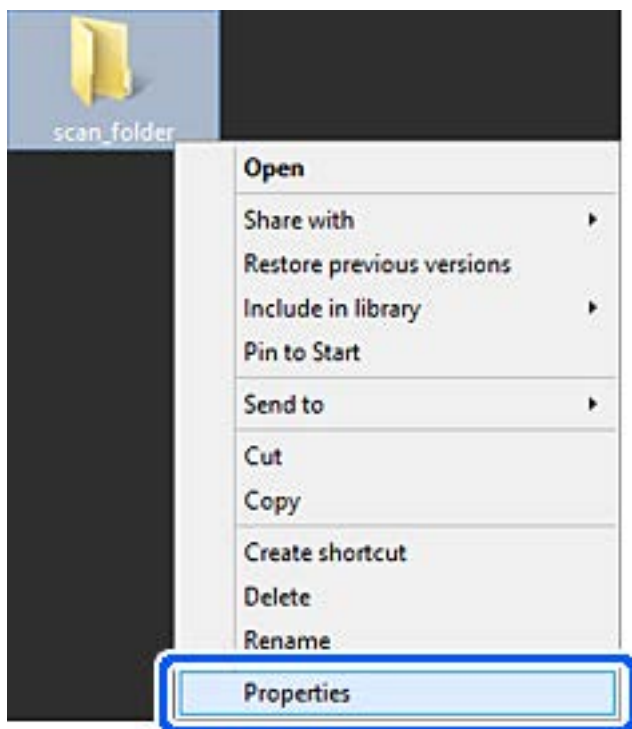 scan_folder
Open
Share with
Restore previous versions
Include in library
Pin to Start
Send to
Cut
Copy
Create shortcut
Delete
Rename
Properties